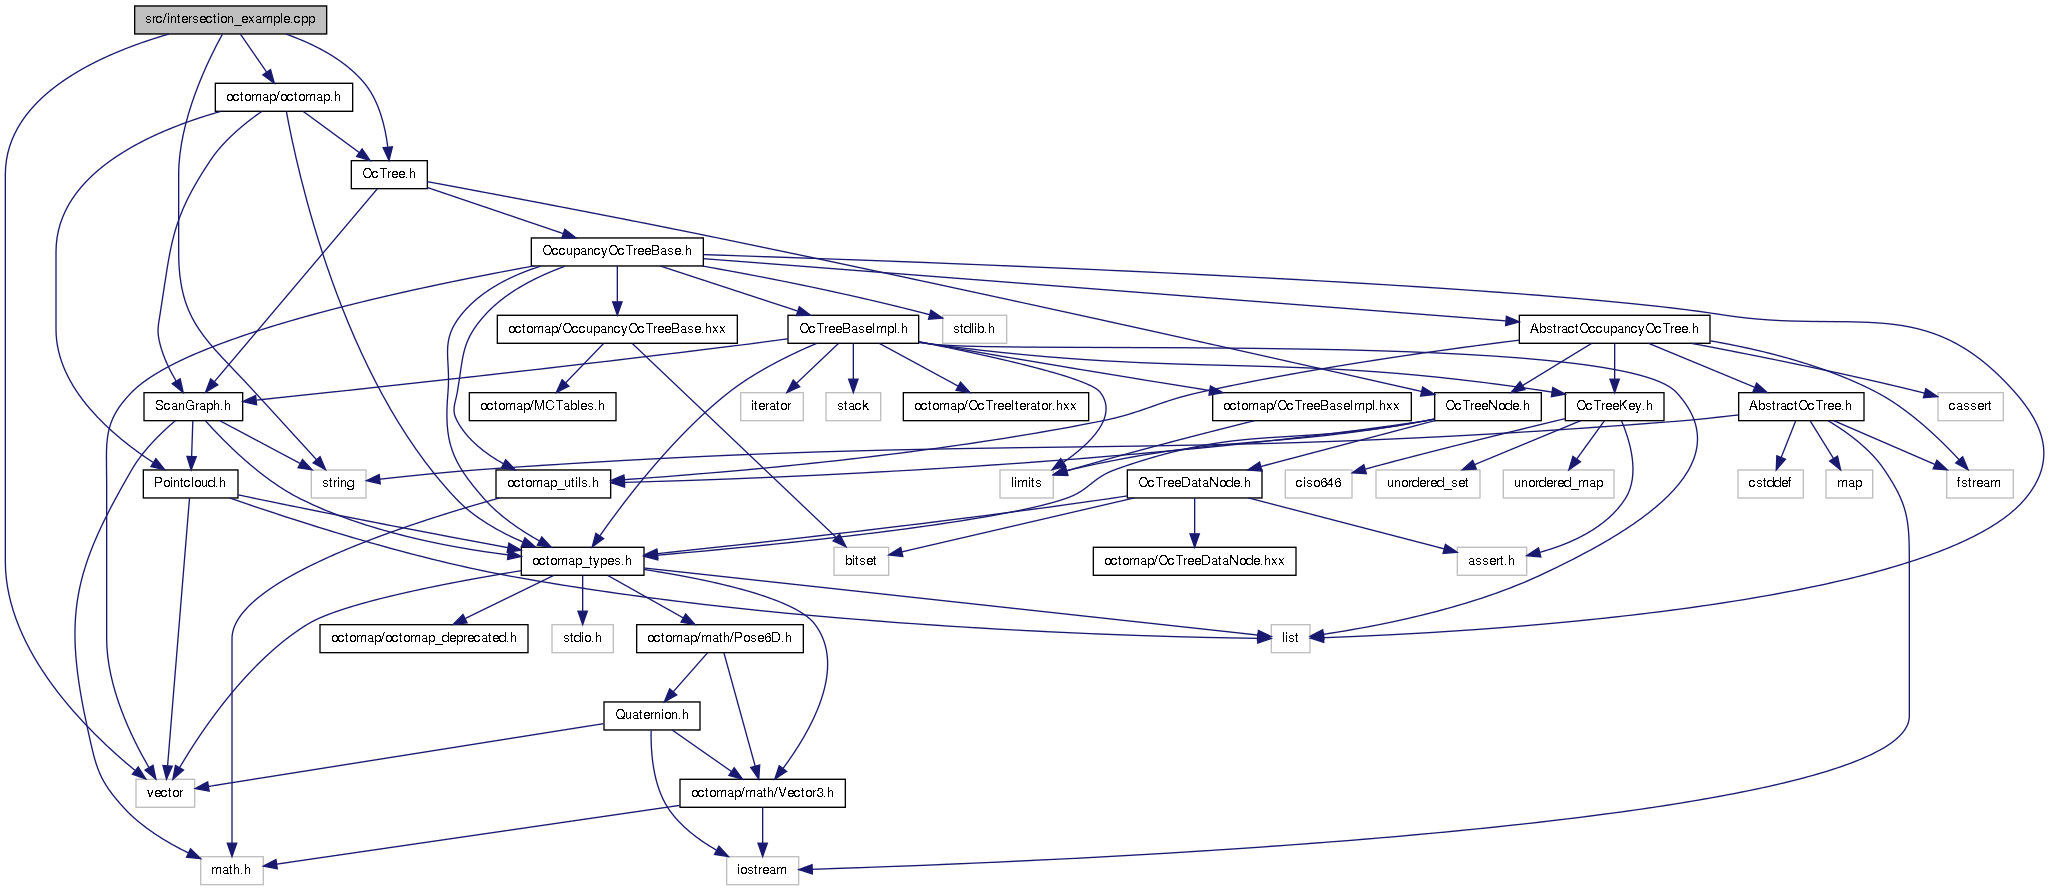 src/intersection_example.cpp
octomap/octomap.h
OcTree.h
OccupancyOcTreeBase.h
octomap/OccupancyOcTreeBase.hxx
OcTreeBaseImpl.h
stdlib.h
AbstractOccupancyOcTree.h
ScanGraph.h
octomap/MCTables.h
iterator
stack
octomap/OcTreeIterator.hxx
octomap/OcTreeBaseImpl.hxx
OcTreeNode.h
OcTreeKey.h
AbstractOcTree.h
cassert
Pointcloud.h
string
octomap_utils.h
limits
OcTreeDataNode.h
ciso646
unordered_set
unordered_map
cstddef
map
fstream
octomap_types.h
bitset
octomap/OcTreeDataNode.hxx
assert.h
octomap/octomap_deprecated.h
stdio.h
octomap/math/Pose6D.h
list
Quaternion.h
vector
octomap/math/Vector3.h
math.h
iostream